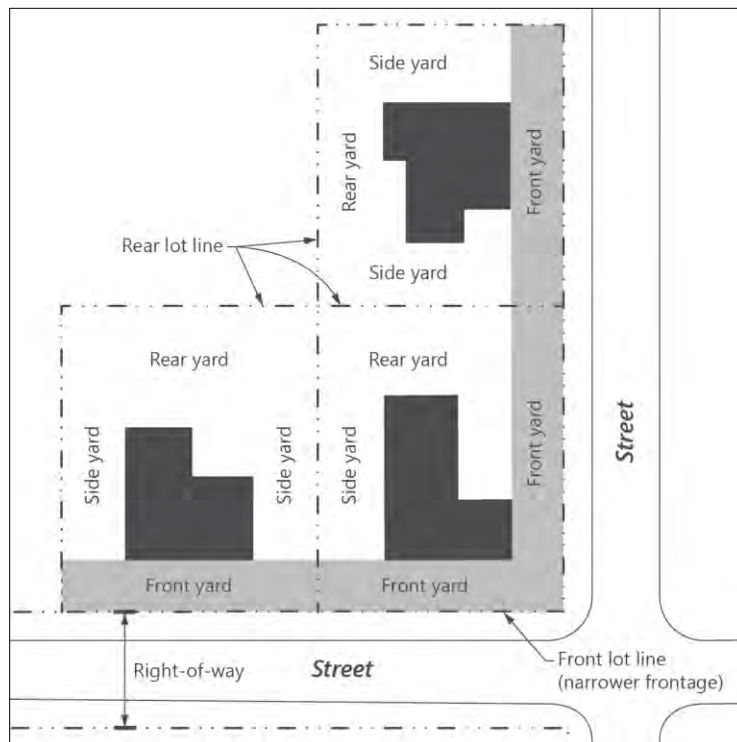 Side yard
Rear yard
Front yard
Rear lot line
Side yard
Rear yard
Rear yard
Side yard
Side yard
Side yard
Front yard
Street
Front yard
Front yard
Right-of-way
Street
Front lot line
(narrower frontage)